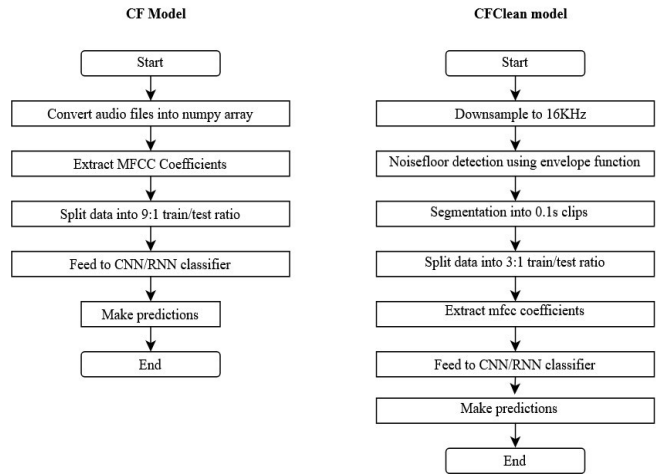 CF Model
Start
Convert audio files into numpy array
Extract MFCC Coefficients
Split data into 9:1 train/test ratio
Feed to CNN/RNN classifier
Make predictions
End
CFClean model
Start
Downsample to 16KHz
Noisefloor detection using envelope function
Segmentation into 0.1s clips
Split data into 3:1 train/test ratio
Extract mfcc coefficients
Feed to CNN/RNN classifier
Make predictions
End